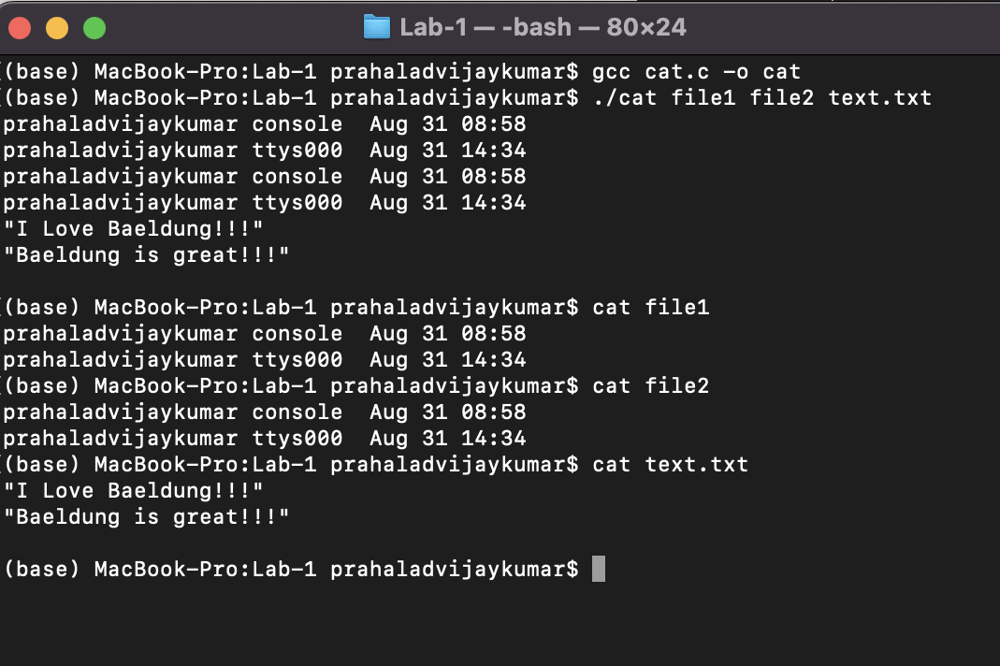 Lab-1 — -bash — 80×24
(base) MacBook-Pro:Lab-1 prahaladvijaykumar$ gcc cat.c -o cat
(base) MacBook-Pro:Lab-1 prahaladvijaykumar$ ./cat file1 file2 text.txt
prahaladvijaykumar console  Aug 31 08:58
prahaladvijaykumar ttys000  Aug 31 14:34
prahaladvijaykumar console  Aug 31 08:58
prahaladvijaykumar ttys000  Aug 31 14:34
"I Love Baeldung!!!"
"Baeldung is great!!!"
(base) MacBook-Pro:Lab-1 prahaladvijaykumar$ cat file1
prahaladvijaykumar console  Aug 31 08:58
prahaladvijaykumar ttys000  Aug 31 14:34
(base) MacBook-Pro:Lab-1 prahaladvijaykumar$ cat file2
prahaladvijaykumar console  Aug 31 08:58
prahaladvijaykumar ttys000  Aug 31 14:34
(base) MacBook-Pro:Lab-1 prahaladvijaykumar$ cat text.txt
"I Love Baeldung!!!"
"Baeldung is great!!!"
(base) MacBook-Pro:Lab-1 prahaladvijaykumar$